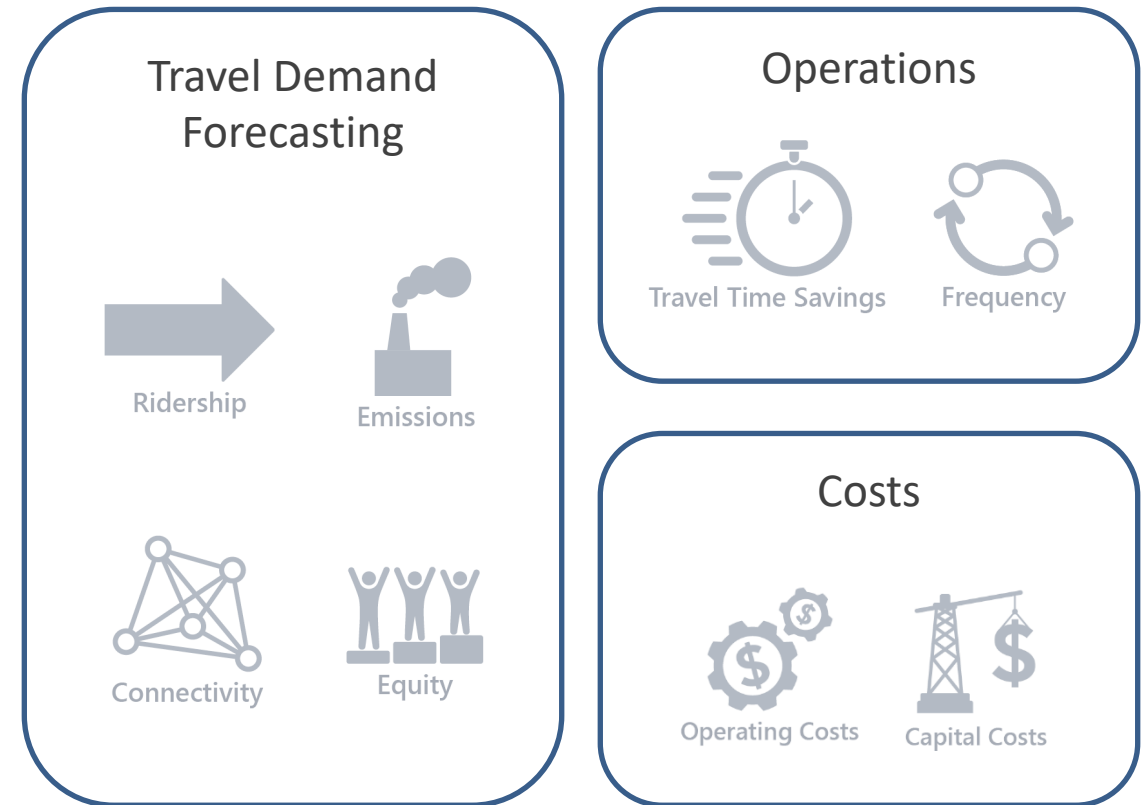 Travel Demand
Forecasting
Ridership
Emissions
Connectivity
Equity
Operations
Travel Time Savings
Frequency
Costs
$
$
Operating Costs
$
Capital Costs